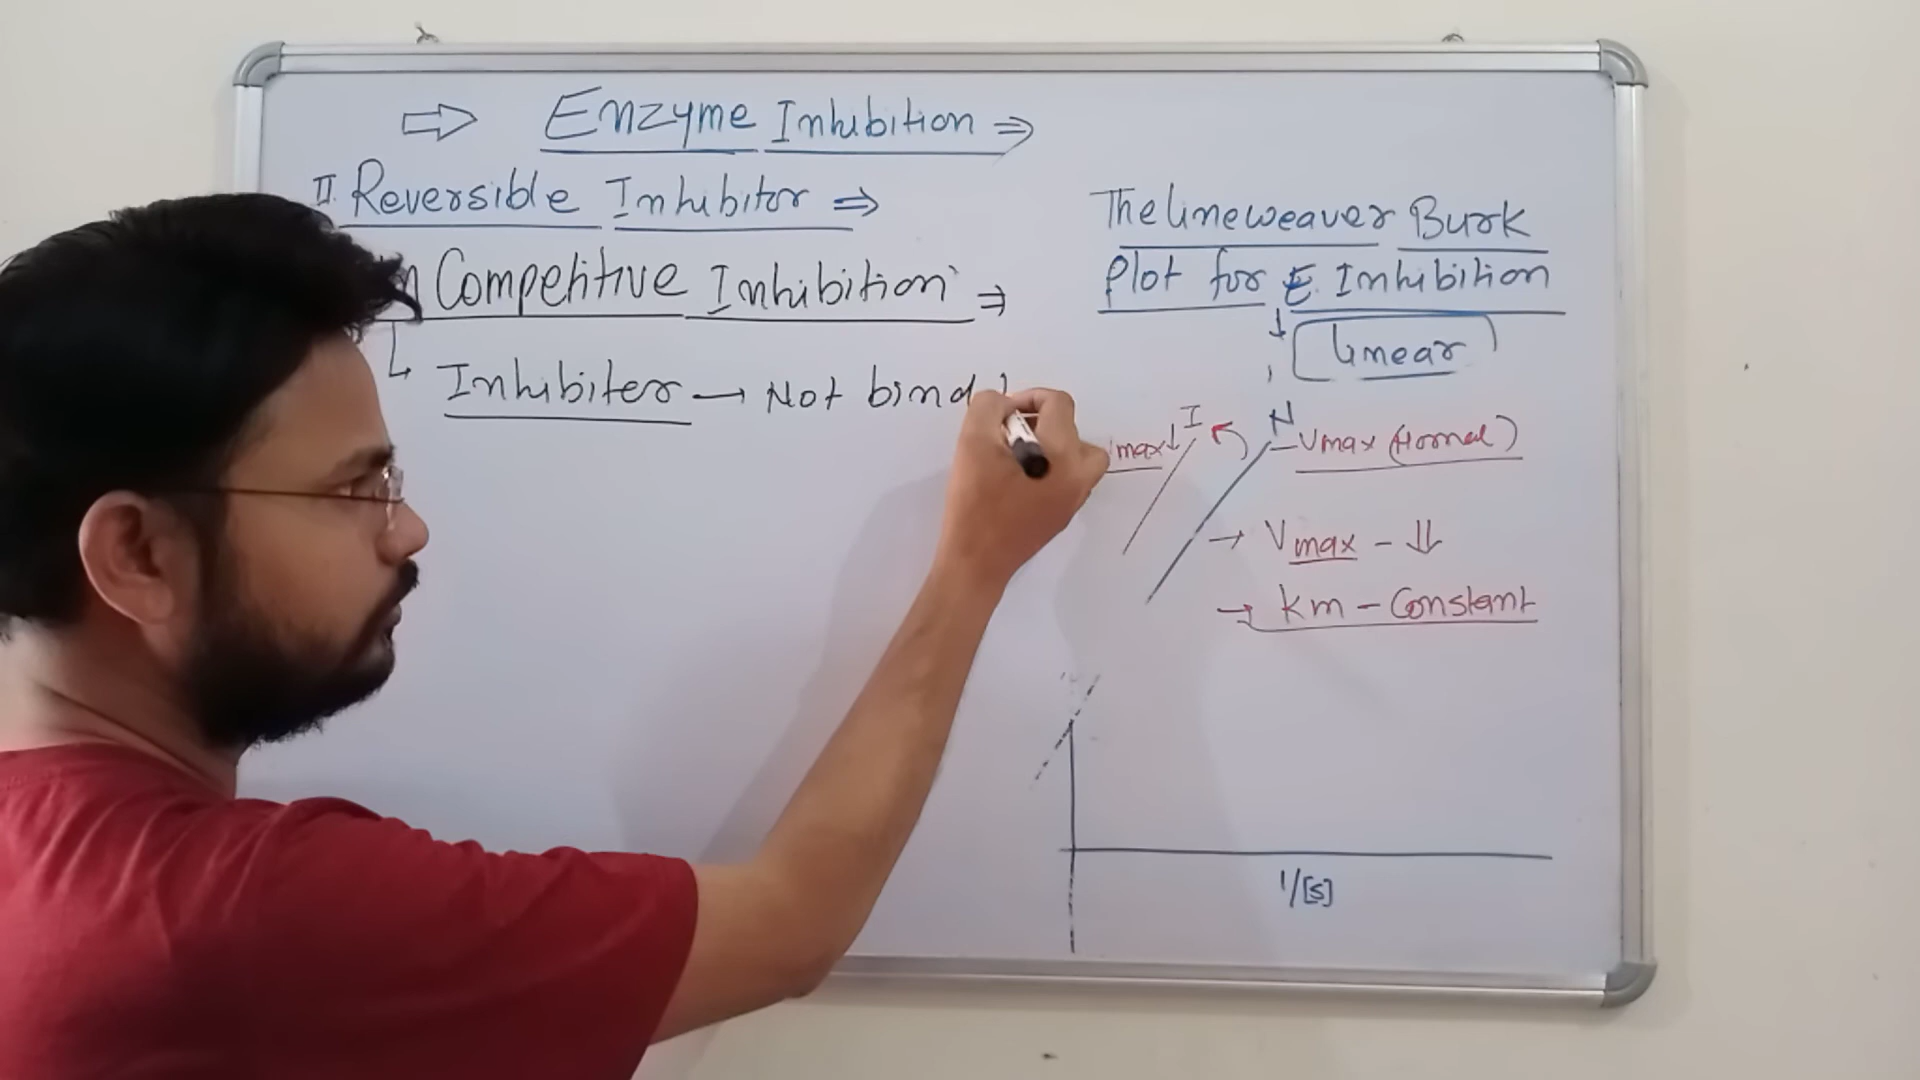 ⇒ Enzyme Inhibition ⇒
II. Reversible Inhibitor ⇒
Competitive Inhibition ⇒
Inhibiter → Not bind
The lineweaver Burk
Plot for E. Inhibition
↓
linear
max↓ I N Vmax (Normal)
→ Vmax - ⇓
→ Km - Constant
1/[S]